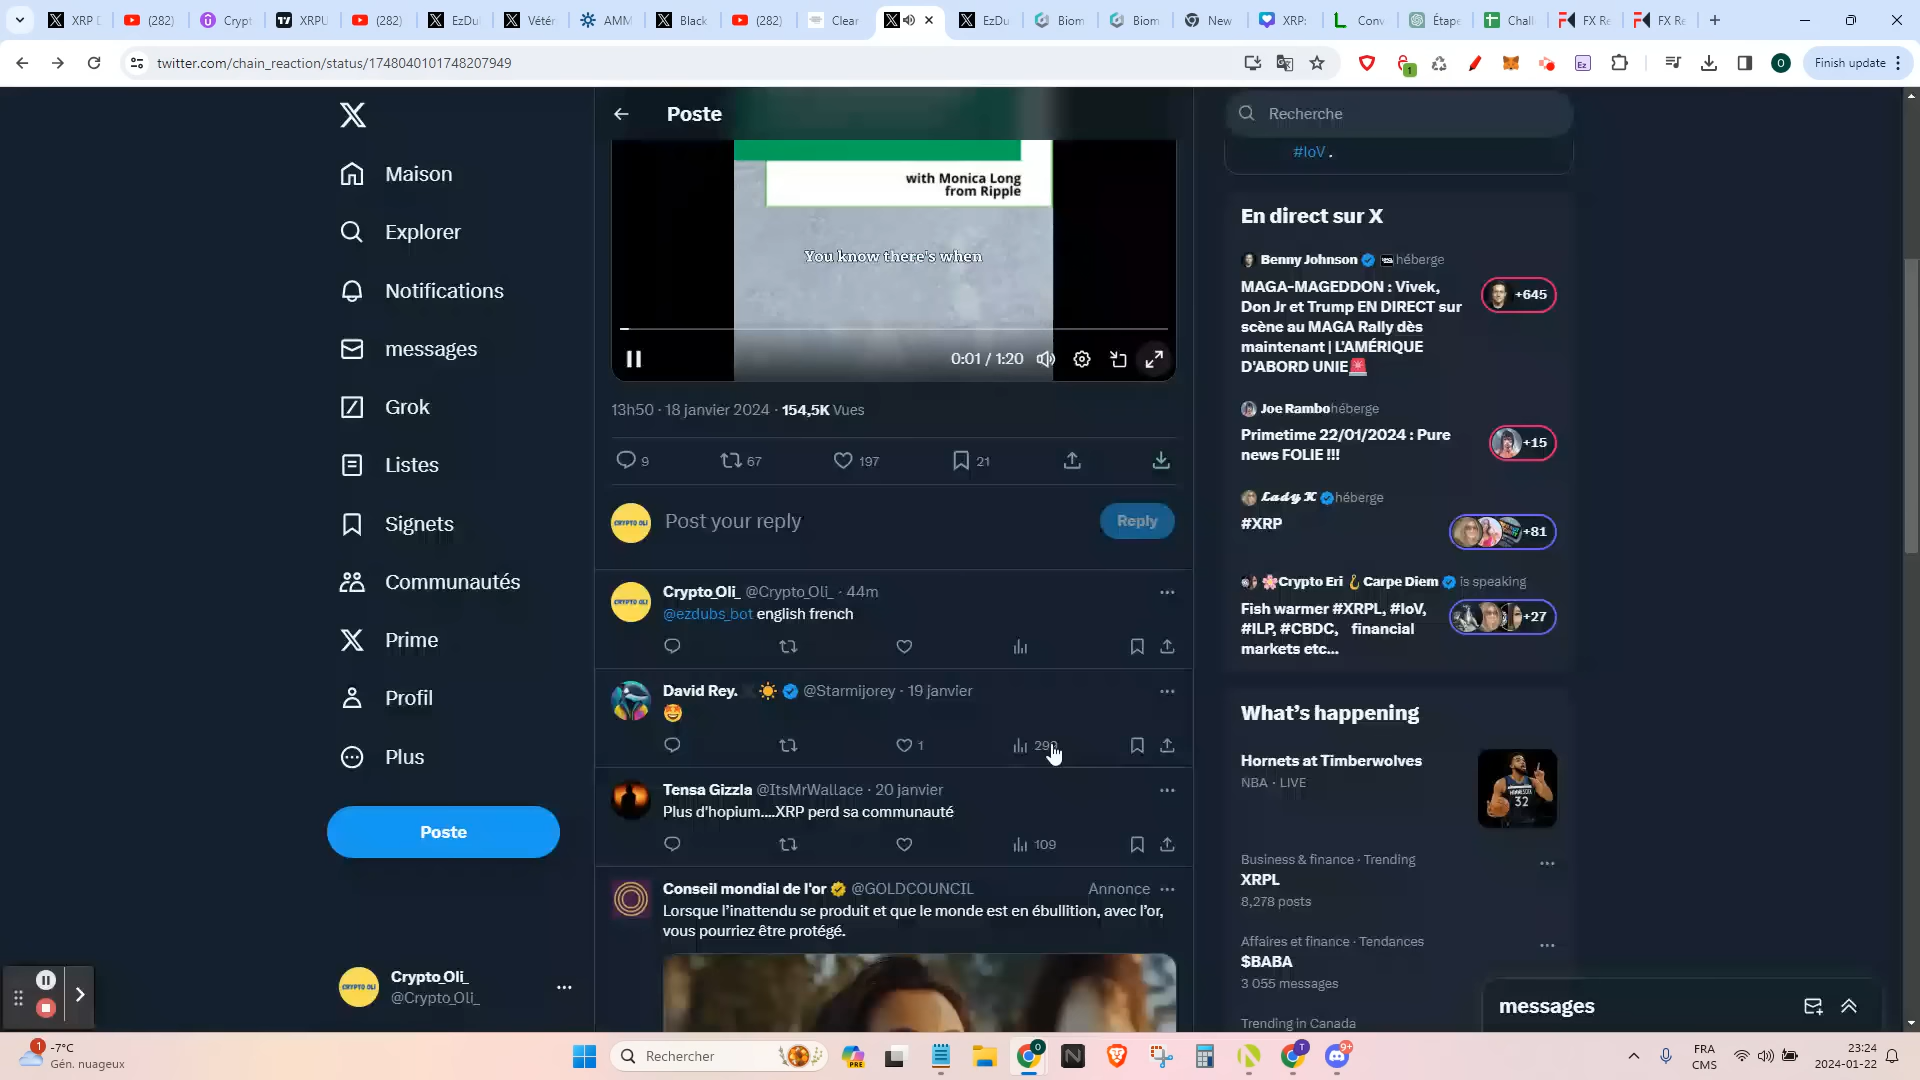 XRP
(282)
Crypt
XRPU
(282)
EzDu
Vétér
AMM
Black
(282)
Clear
EzDu
Biom
Biom
New
XRP:
Conv
Étape
Chall
FX Re
FX Re
twitter.com/chain_reaction/status/1748040101748207949
Finish update
Poste
Recherche
#IoV .
Maison
Explorer
Notifications
messages
Grok
Listes
Signets
Communautés
Prime
Profil
Plus
Poste
Crypto_Oli_
@Crypto_Oli_
with Monica Long
from Ripple
You know there's when
0:01 / 1:20
13h50 · 18 janvier 2024 · 154,5K Vues
9 67 197 21
Post your reply
Reply
Crypto_Oli_ @Crypto_Oli_ · 44m
@ezdubs_bot english french
David Rey. @Starmijorey · 19 janvier
1
Tensa Gizzla @ItsMrWallace · 20 janvier
Plus d'hopium....XRP perd sa communauté
109
Conseil mondial de l'or @GOLDCOUNCIL Annonce
Lorsque l'inattendu se produit et que le monde est en ébullition, avec l'or,
vous pourriez être protégé.
En direct sur X
Benny Johnson héberge
MAGA-MAGEDDON : Vivek,
Don Jr et Trump EN DIRECT sur
scène au MAGA Rally dès
maintenant | L'AMÉRIQUE
D'ABORD UNIE🚨
+645
Joe Rambo héberge
Primetime 22/01/2024 : Pure
news FOLIE !!!
+15
Lady X héberge
#XRP
+81
Crypto Eri Carpe Diem is speaking
Fish warmer #XRPL, #IoV,
#ILP, #CBDC, financial
markets etc...
+27
What's happening
Hornets at Timberwolves
NBA · LIVE
Business & finance · Trending
XRPL
8,278 posts
Affaires et finance · Tendances
$BABA
3 055 messages
Trending in Canada
messages
-7°C
Gén. nuageux
Rechercher
FRA
CMS
23:24
2024-01-22